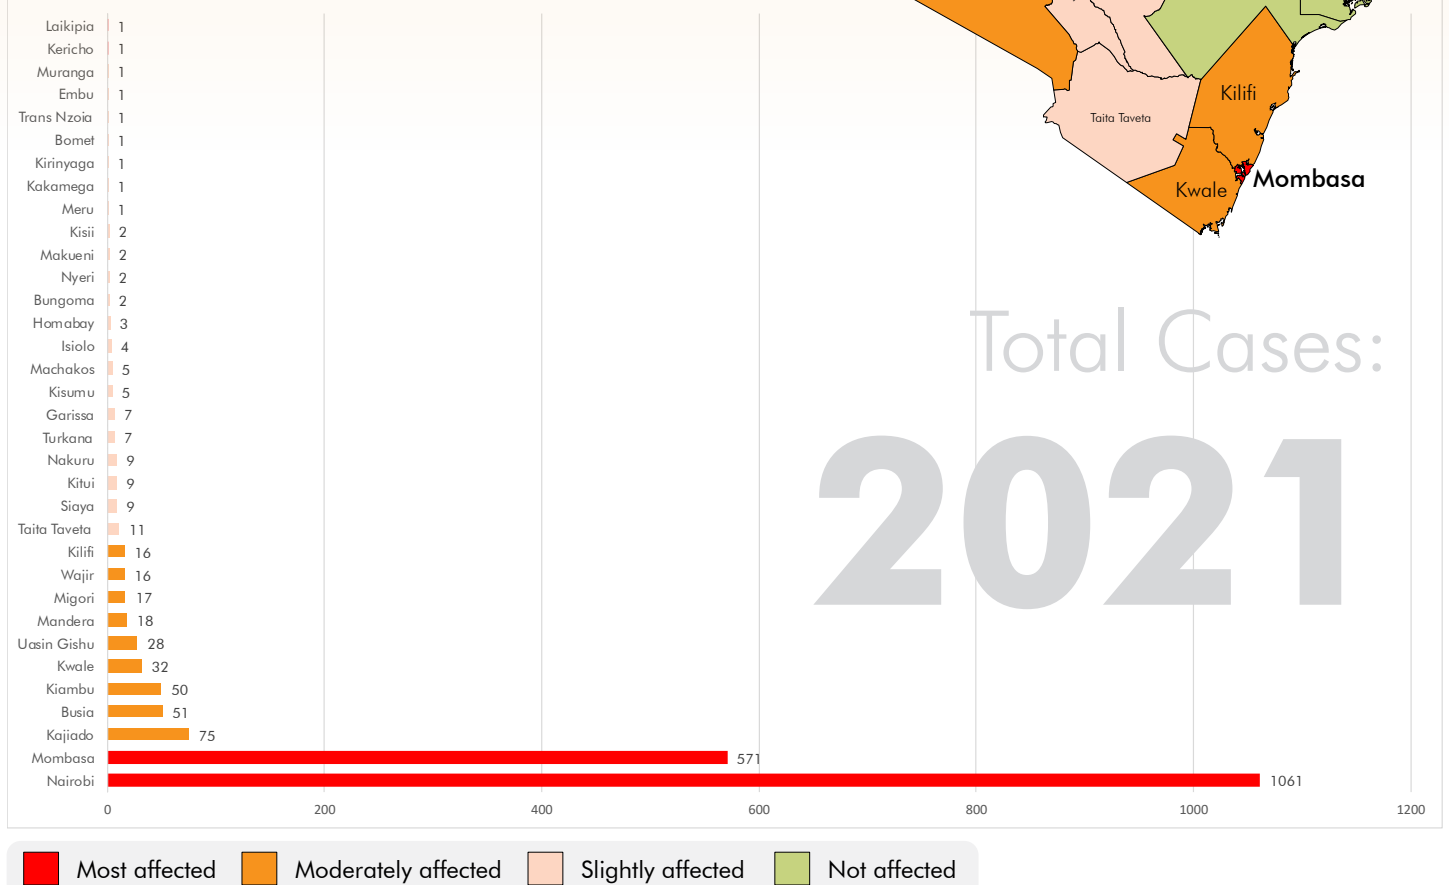 Laikipia 1
Kericho 1
Muranga 1
Embu 1
Trans Nzoia 1
Bomet 1
Kirinyaga 1
Kakamega 1
Meru 1
Kisii 2
Makueni 2
Nyeri 2
Bungoma 2
Homabay 3
Isiolo 4
Machakos 5
Kisumu 5
Garissa 7
Turkana 7
Nakuru 9
Kitui 9
Siaya 9
Taita Taveta 11
Kilifi 16
Wajir 16
Migori 17
Mandera 18
Uasin Gishu 28
Kwale 32
Kiambu 50
Busia 51
Kajiado 75
Mombasa 571
Nairobi 1061
0 200 400 600 800 1000 1200
Kilifi
Taita Taveta
Mombasa
Kwale
Total Cases:
2021
Most affected Moderately affected Slightly affected Not affected